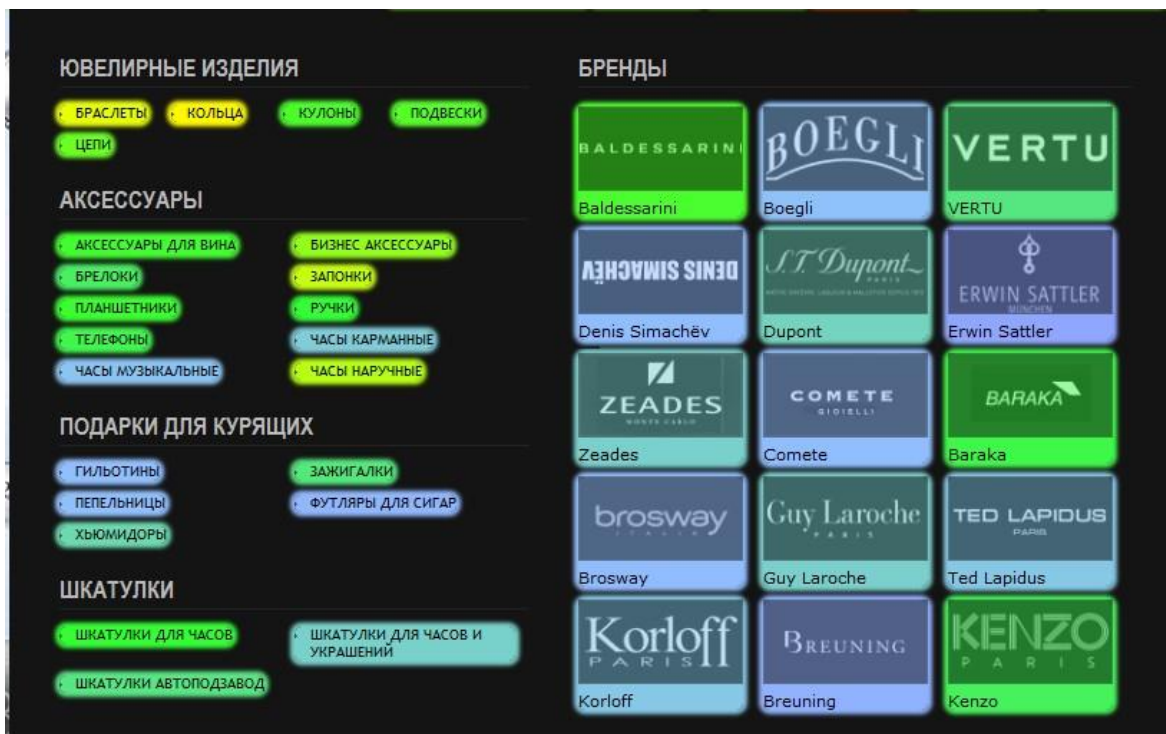 ЮВЕЛИРНЫЕ ИЗДЕЛИЯ
БРАСЛЕТЫ КОЛЬЦА КУЛОНЫ ПОДВЕСКИ
ЦЕПИ
АКСЕССУАРЫ
АКСЕССУАРЫ ДЛЯ ВИНА БИЗНЕС АКСЕССУАРЫ
БРЕЛОКИ ЗАПОНКИ
ПЛАНШЕТНИКИ РУЧКИ
ТЕЛЕФОНЫ ЧАСЫ КАРМАННЫЕ
ЧАСЫ МУЗЫКАЛЬНЫЕ ЧАСЫ НАРУЧНЫЕ
ПОДАРКИ ДЛЯ КУРЯЩИХ
ГИЛЬОТИНЫ ЗАЖИГАЛКИ
ПЕПЕЛЬНИЦЫ ФУТЛЯРЫ ДЛЯ СИГАР
ХЬЮМИДОРЫ
ШКАТУЛКИ
ШКАТУЛКИ ДЛЯ ЧАСОВ ШКАТУЛКИ ДЛЯ ЧАСОВ И
УКРАШЕНИЙ
ШКАТУЛКИ АВТОПОДЗАВОД
БРЕНДЫ
BALDESSARINI BOEGLI VERTU
Baldessarini Boegli VERTU
DENIS SIMACHЁV S.T. Dupont ERWIN SATTLER
PARIS MÜNCHEN
Denis Simachëv Dupont Erwin Sattler
ZEADES COMETE BARAKA
MONTE CARLO GIOIELLI
Zeades Comete Baraka
brosway Guy Laroche TED LAPIDUS
PARIS PARIS
Brosway Guy Laroche Ted Lapidus
Korloff BREUNING KENZO
PARIS PARIS
Korloff Breuning Kenzo